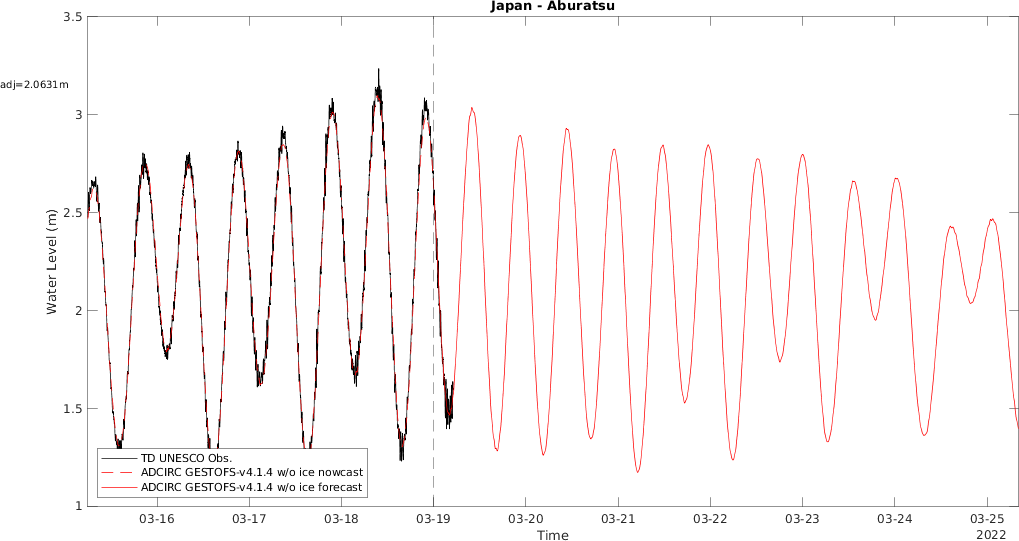 Japan - Aburatsu
adj=2.0631m
3.5
3
2.5
2
1.5
1
Water Level (m)
TD UNESCO Obs.
ADCIRC GESTOFS-v4.1.4 w/o ice nowcast
ADCIRC GESTOFS-v4.1.4 w/o ice forecast
03-16 03-17 03-18 03-19 03-20 03-21 03-22 03-23 03-24 03-25
Time
2022